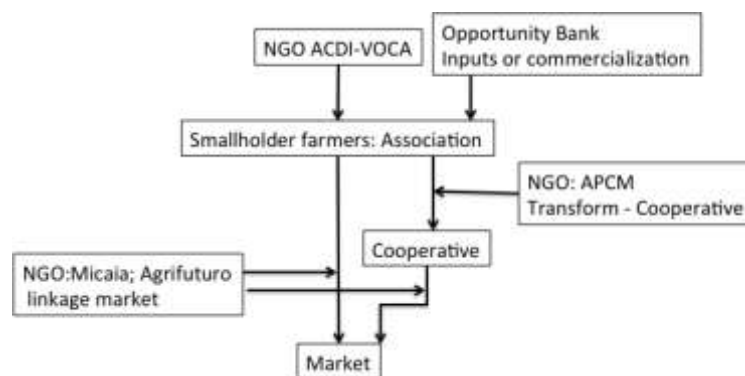 NGO ACDI-VOCA
Opportunity Bank
Inputs or commercialization
Smallholder farmers: Association
NGO: APCM
Transform - Cooperative
Cooperative
NGO:Micaia; Agrifuturo
linkage market
Market